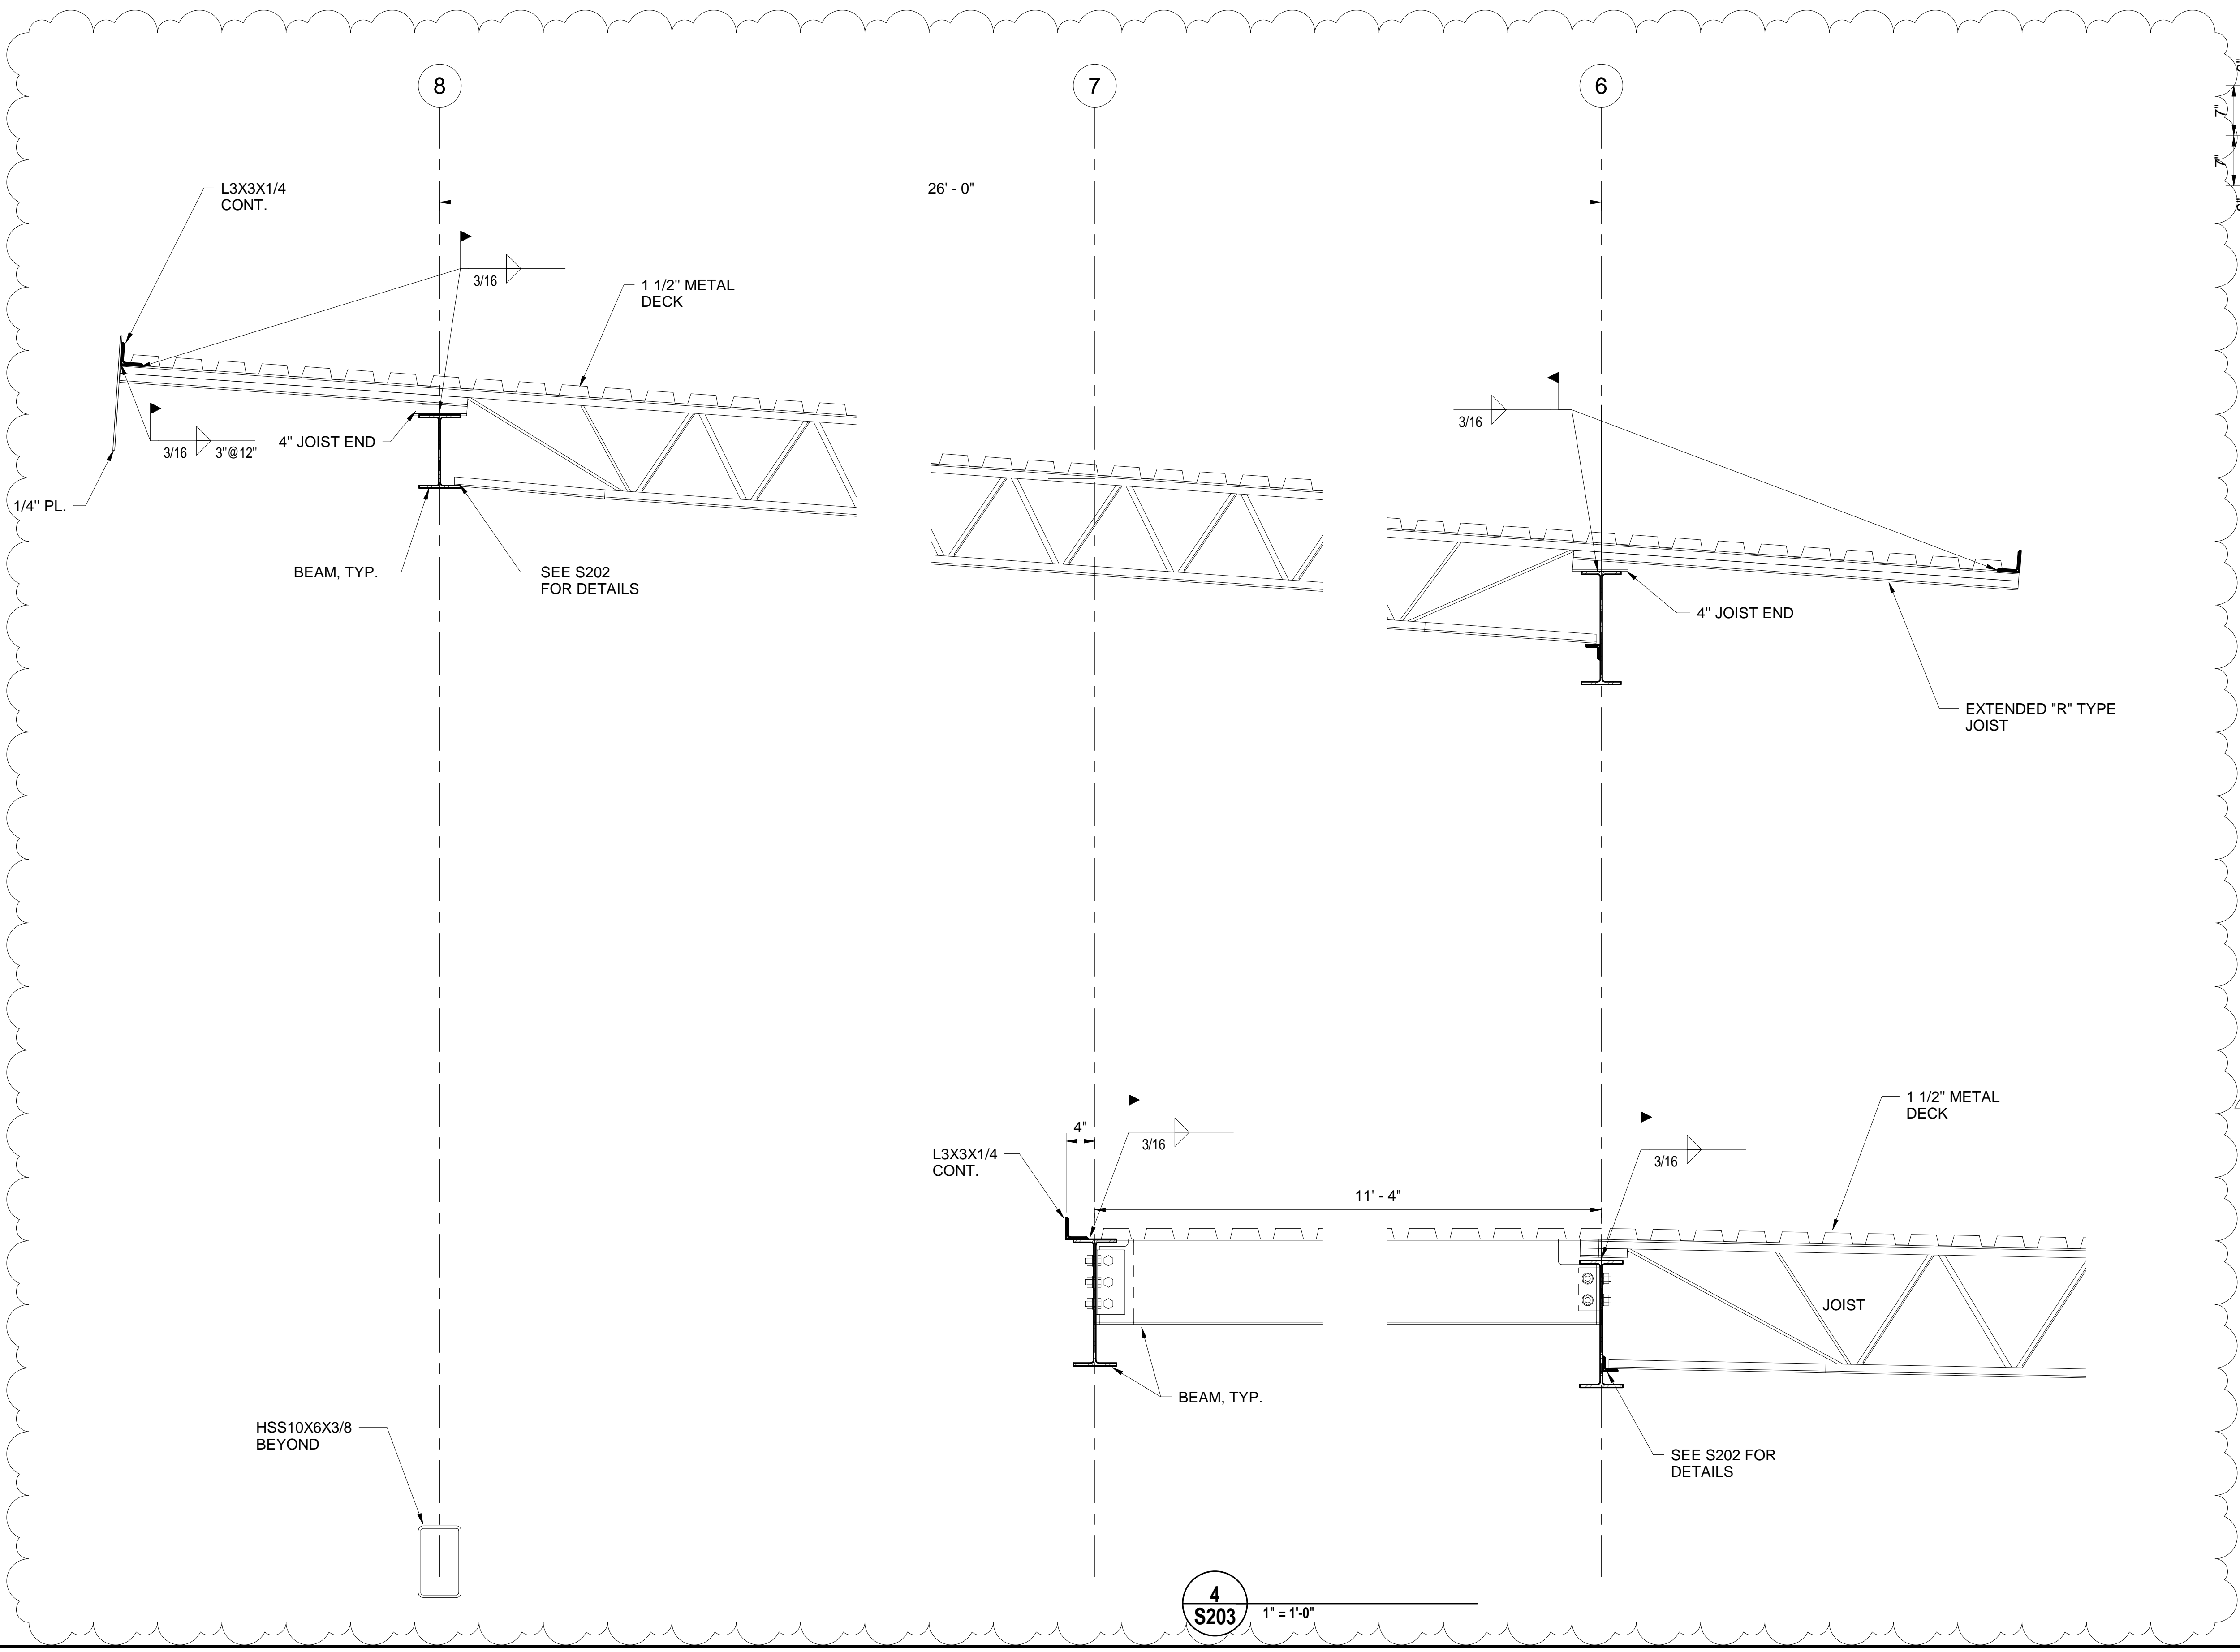 8
7
6
26' - 0"
L3X3X1/4
CONT.
3/16
1 1/2" METAL
DECK
3/16
3"@12"
4" JOIST END
1/4" PL.
BEAM, TYP.
SEE S202
FOR DETAILS
3/16
4" JOIST END
EXTENDED "R" TYPE
JOIST
7"
7"
4"
3/16
L3X3X1/4
CONT.
11' - 4"
3/16
1 1/2" METAL
DECK
JOIST
BEAM, TYP.
SEE S202 FOR
DETAILS
HSS10X6X3/8
BEYOND
4
S203
1" = 1'-0"